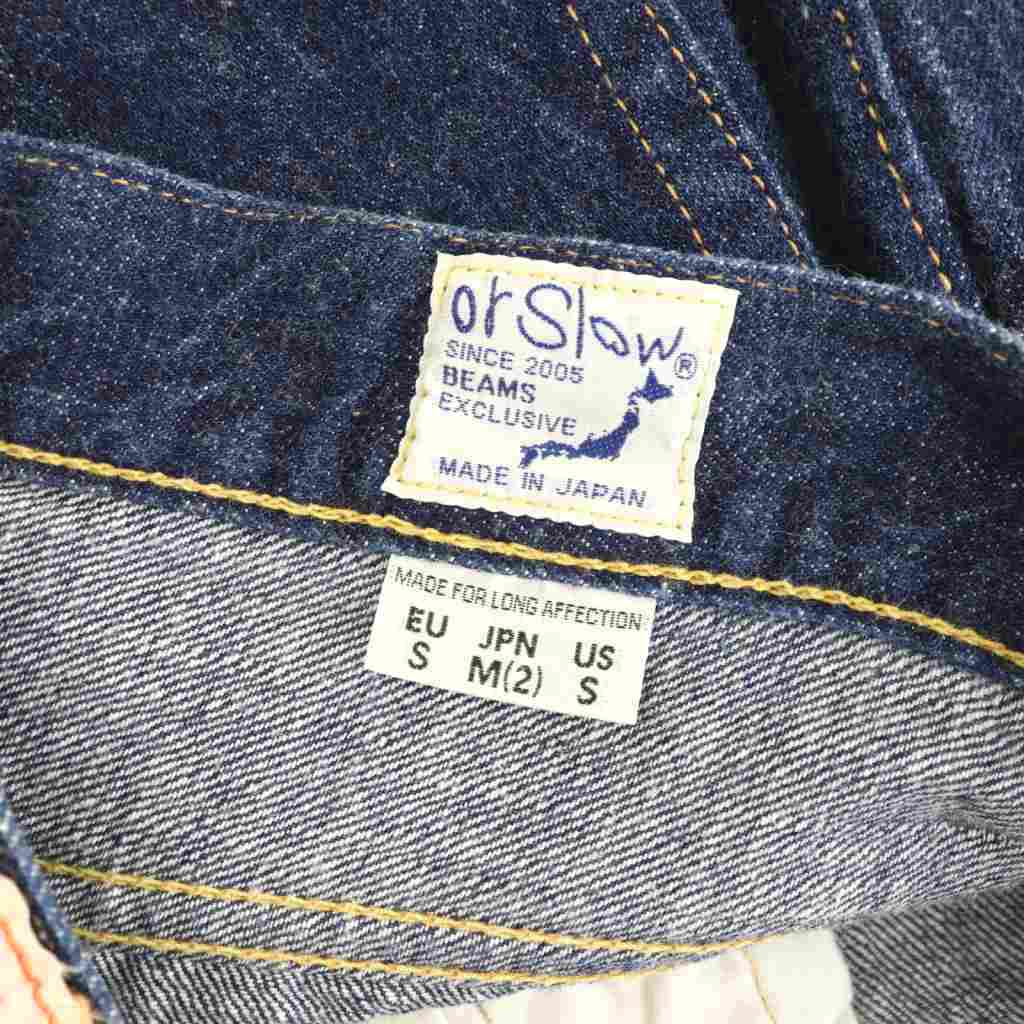 orSlow®
SINCE 2005
BEAMS
EXCLUSIVE
MADE IN JAPAN
MADE FOR LONG AFFECTION
EU JPN US
S M(2) S